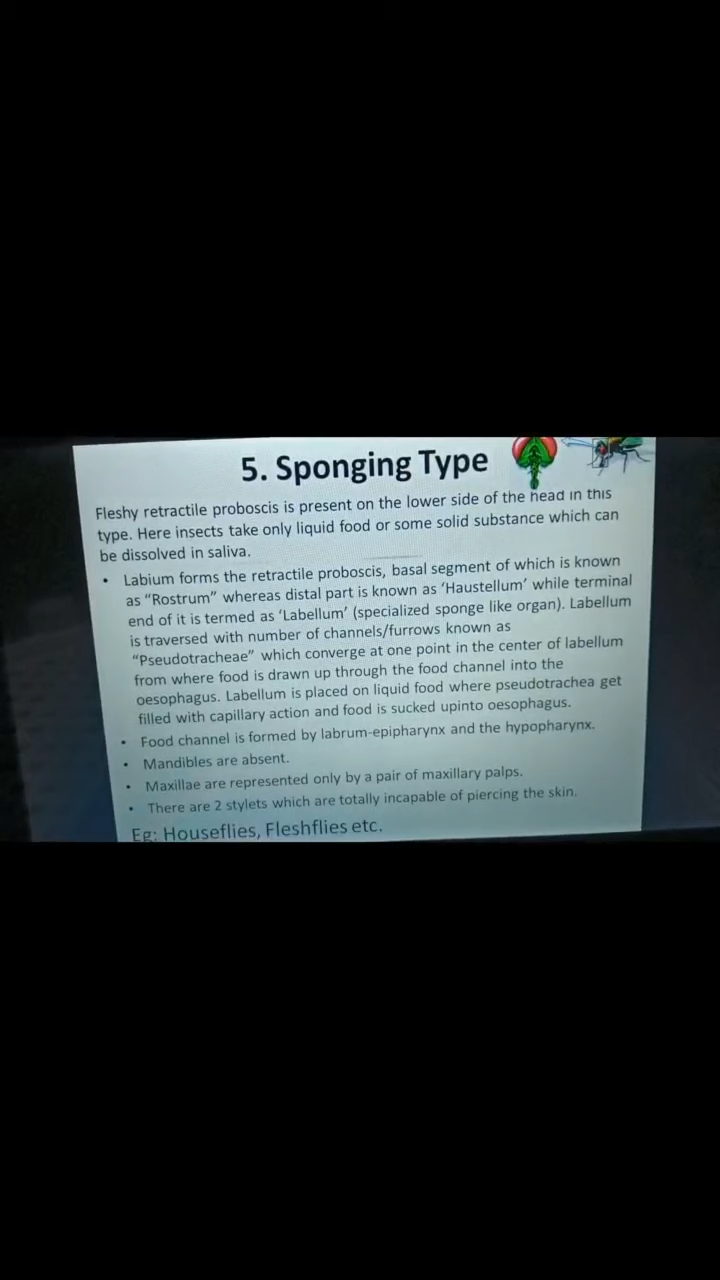 5. Sponging Type
Fleshy retractile proboscis is present on the lower side of the head in this
type. Here insects take only liquid food or some solid substance which can
be dissolved in saliva.
• Labium forms the retractile proboscis, basal segment of which is known
as “Rostrum” whereas distal part is known as ‘Haustellum’ while terminal
end of it is termed as ‘Labellum’ (specialized sponge like organ). Labellum
is traversed with number of channels/furrows known as
“Pseudotracheae” which converge at one point in the center of labellum
from where food is drawn up through the food channel into the
oesophagus. Labellum is placed on liquid food where pseudotrachea get
filled with capillary action and food is sucked upinto oesophagus.
• Food channel is formed by labrum-epipharynx and the hypopharynx.
• Mandibles are absent.
• Maxillae are represented only by a pair of maxillary palps.
• There are 2 stylets which are totally incapable of piercing the skin.
Eg: Houseflies, Fleshflies etc.